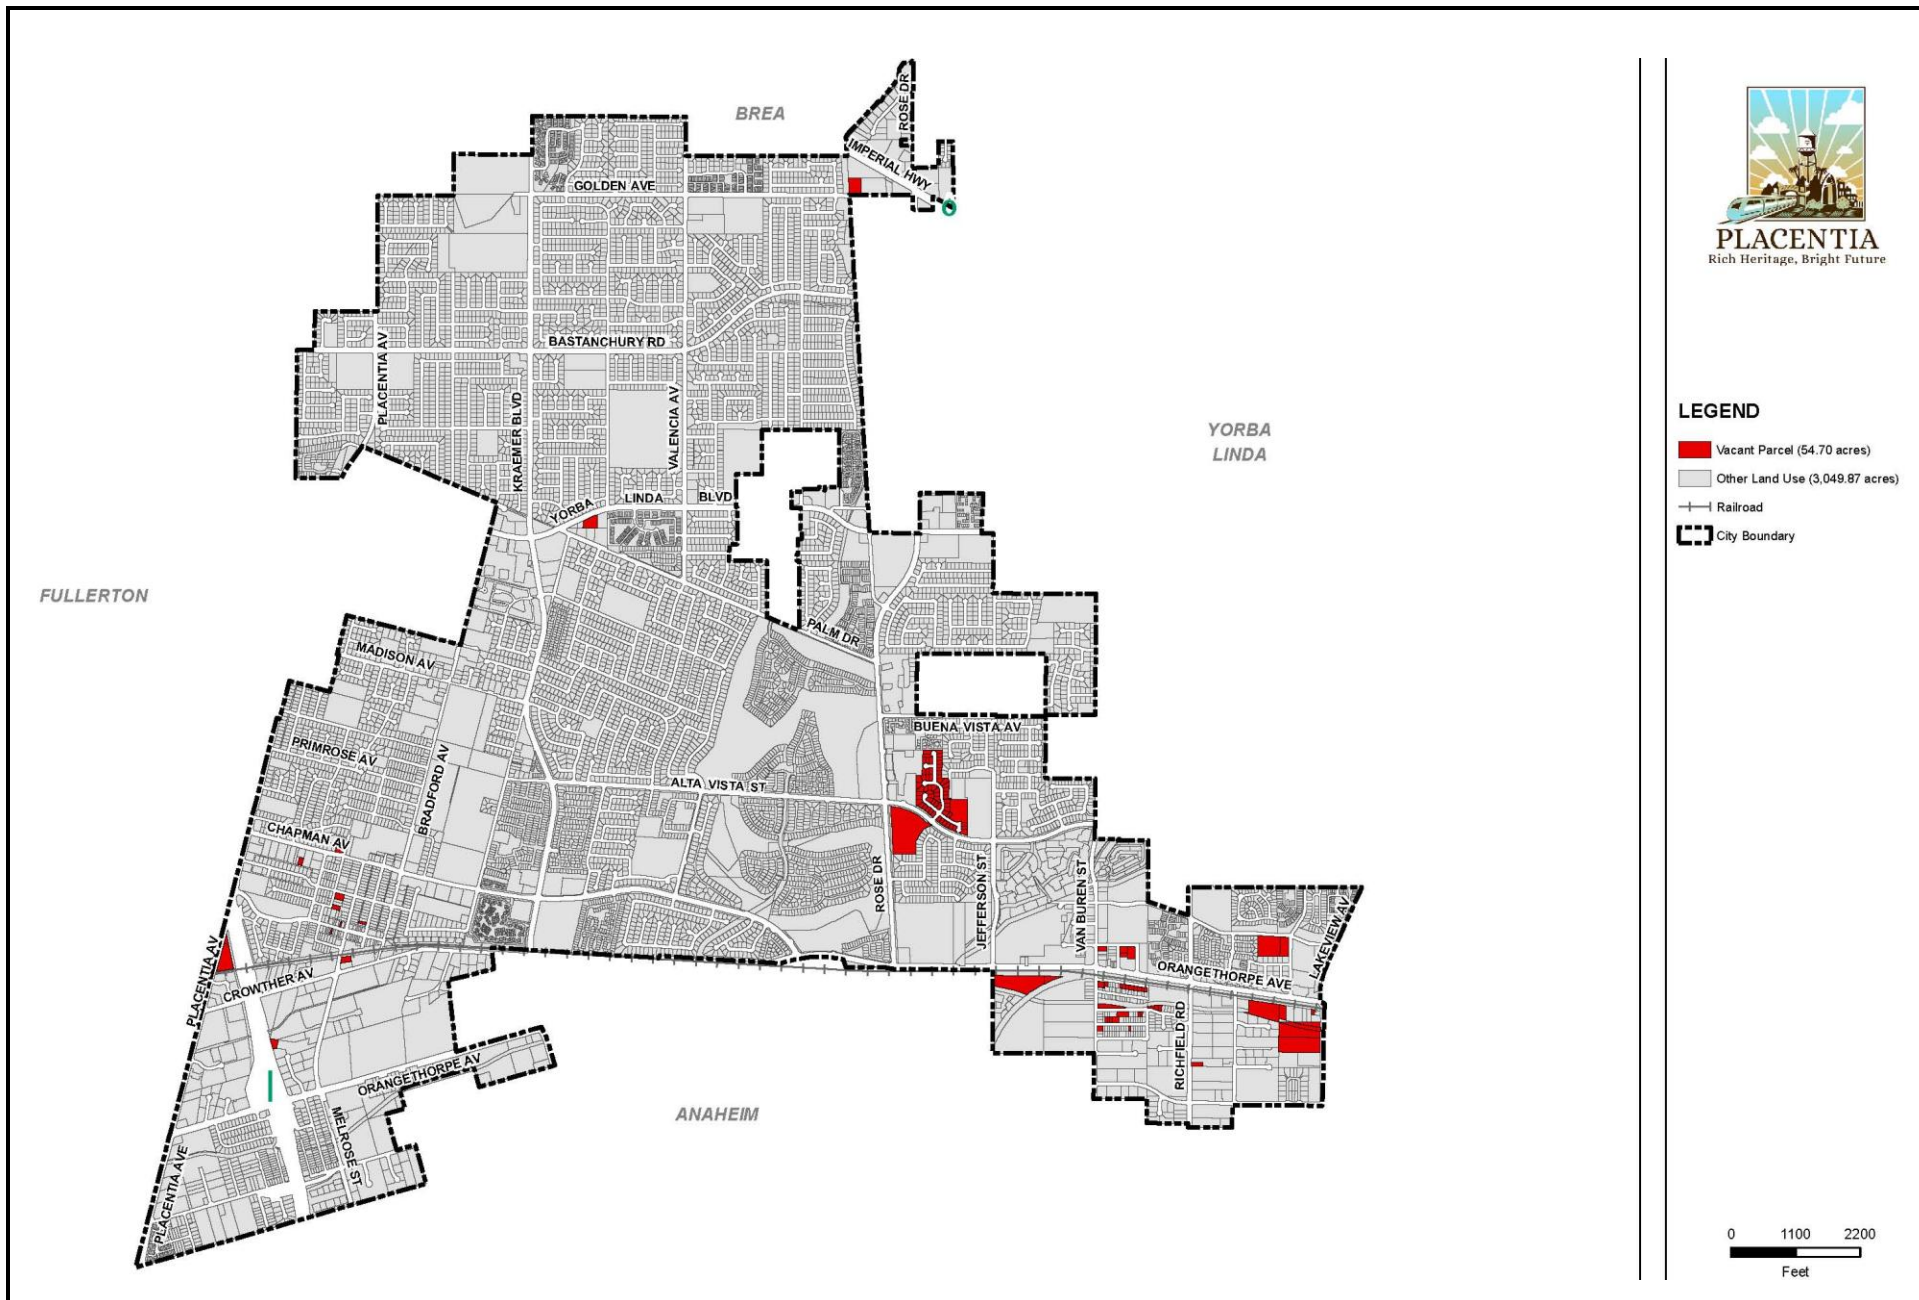 BREA
ROSE DR
IMPERIAL HWY
GOLDEN AVE
PLACENTIA AV
BASTANCHURY RD
KRAEMER BLVD
VALENCIA AV
YORBA
LINDA
BLVD
YORBA
LINDA
FULLERTON
PALM DR
MADISON AV
BUENA VISTA AV
PRIMROSE AV
BRADFORD AV
ALTA VISTA ST
CHAPMAN AV
ROSE DR
JEFFERSON ST
VAN BUREN ST
LAKEVIEW AV
PLACENTIA AV
CROWTHER AV
ORANGETHORPE AVE
RICHFIELD RD
ORANGETHORPE AV
MELROSE ST
ANAHEIM
PLACENTIA AVE
PLACENTIA
Rich Heritage, Bright Future
LEGEND
Vacant Parcel (54.70 acres)
Other Land Use (3,049.87 acres)
Railroad
City Boundary
0 1100 2200
Feet